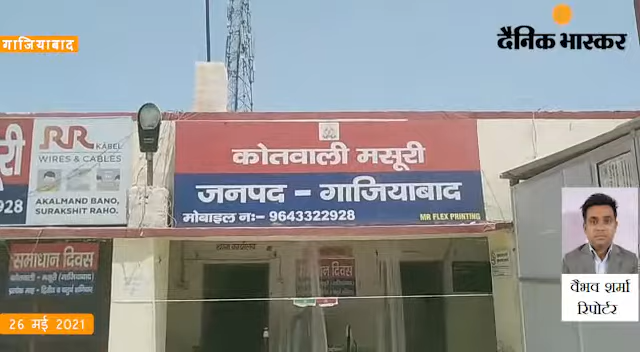 गाजियाबाद
दैनिक भास्कर
RR KABEL
WIRES & CABLES
AKALMAND BANO,
SURAKSHIT RAHO.
कोतवाली मसूरी
जनपद - गाजियाबाद
मोबाइल नः- 9643322928
MR FLEX PRINTING
समाधान दिवस
वैभव शर्मा
रिपोर्टर
26 मई 2021